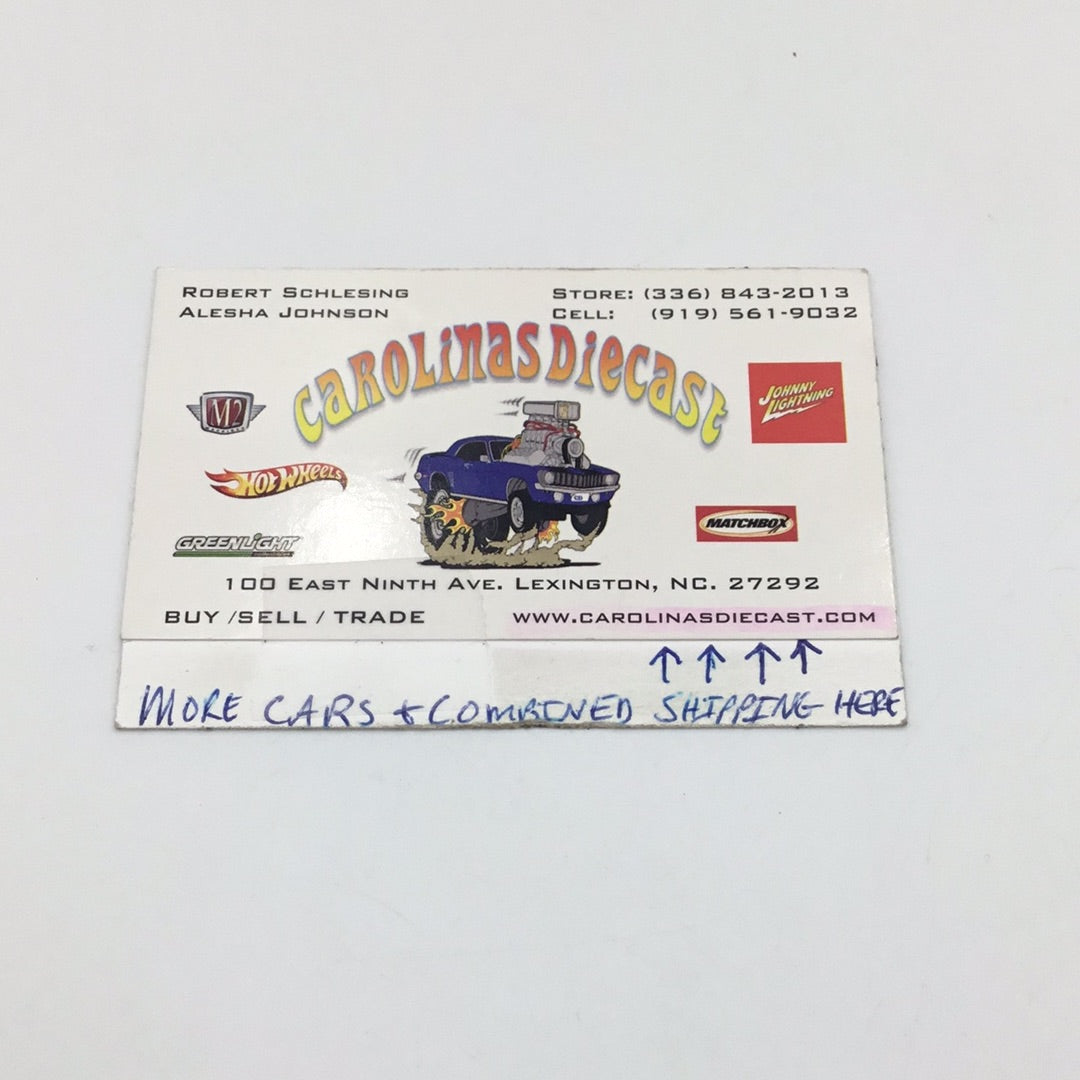 ROBERT SCHLESING
ALESHA JOHNSON
STORE: (336) 843-2013
CELL: (919) 561-9032
CAROLINAS DIECAST
M2
JOHNNY LIGHTNING
HOT WHEELS
MATCHBOX
GREENLIGHT
100 EAST NINTH AVE. LEXINGTON, NC. 27292
BUY /SELL / TRADE
WWW.CAROLINASDIECAST.COM
MORE CARS + COMBINED SHIPPING HERE